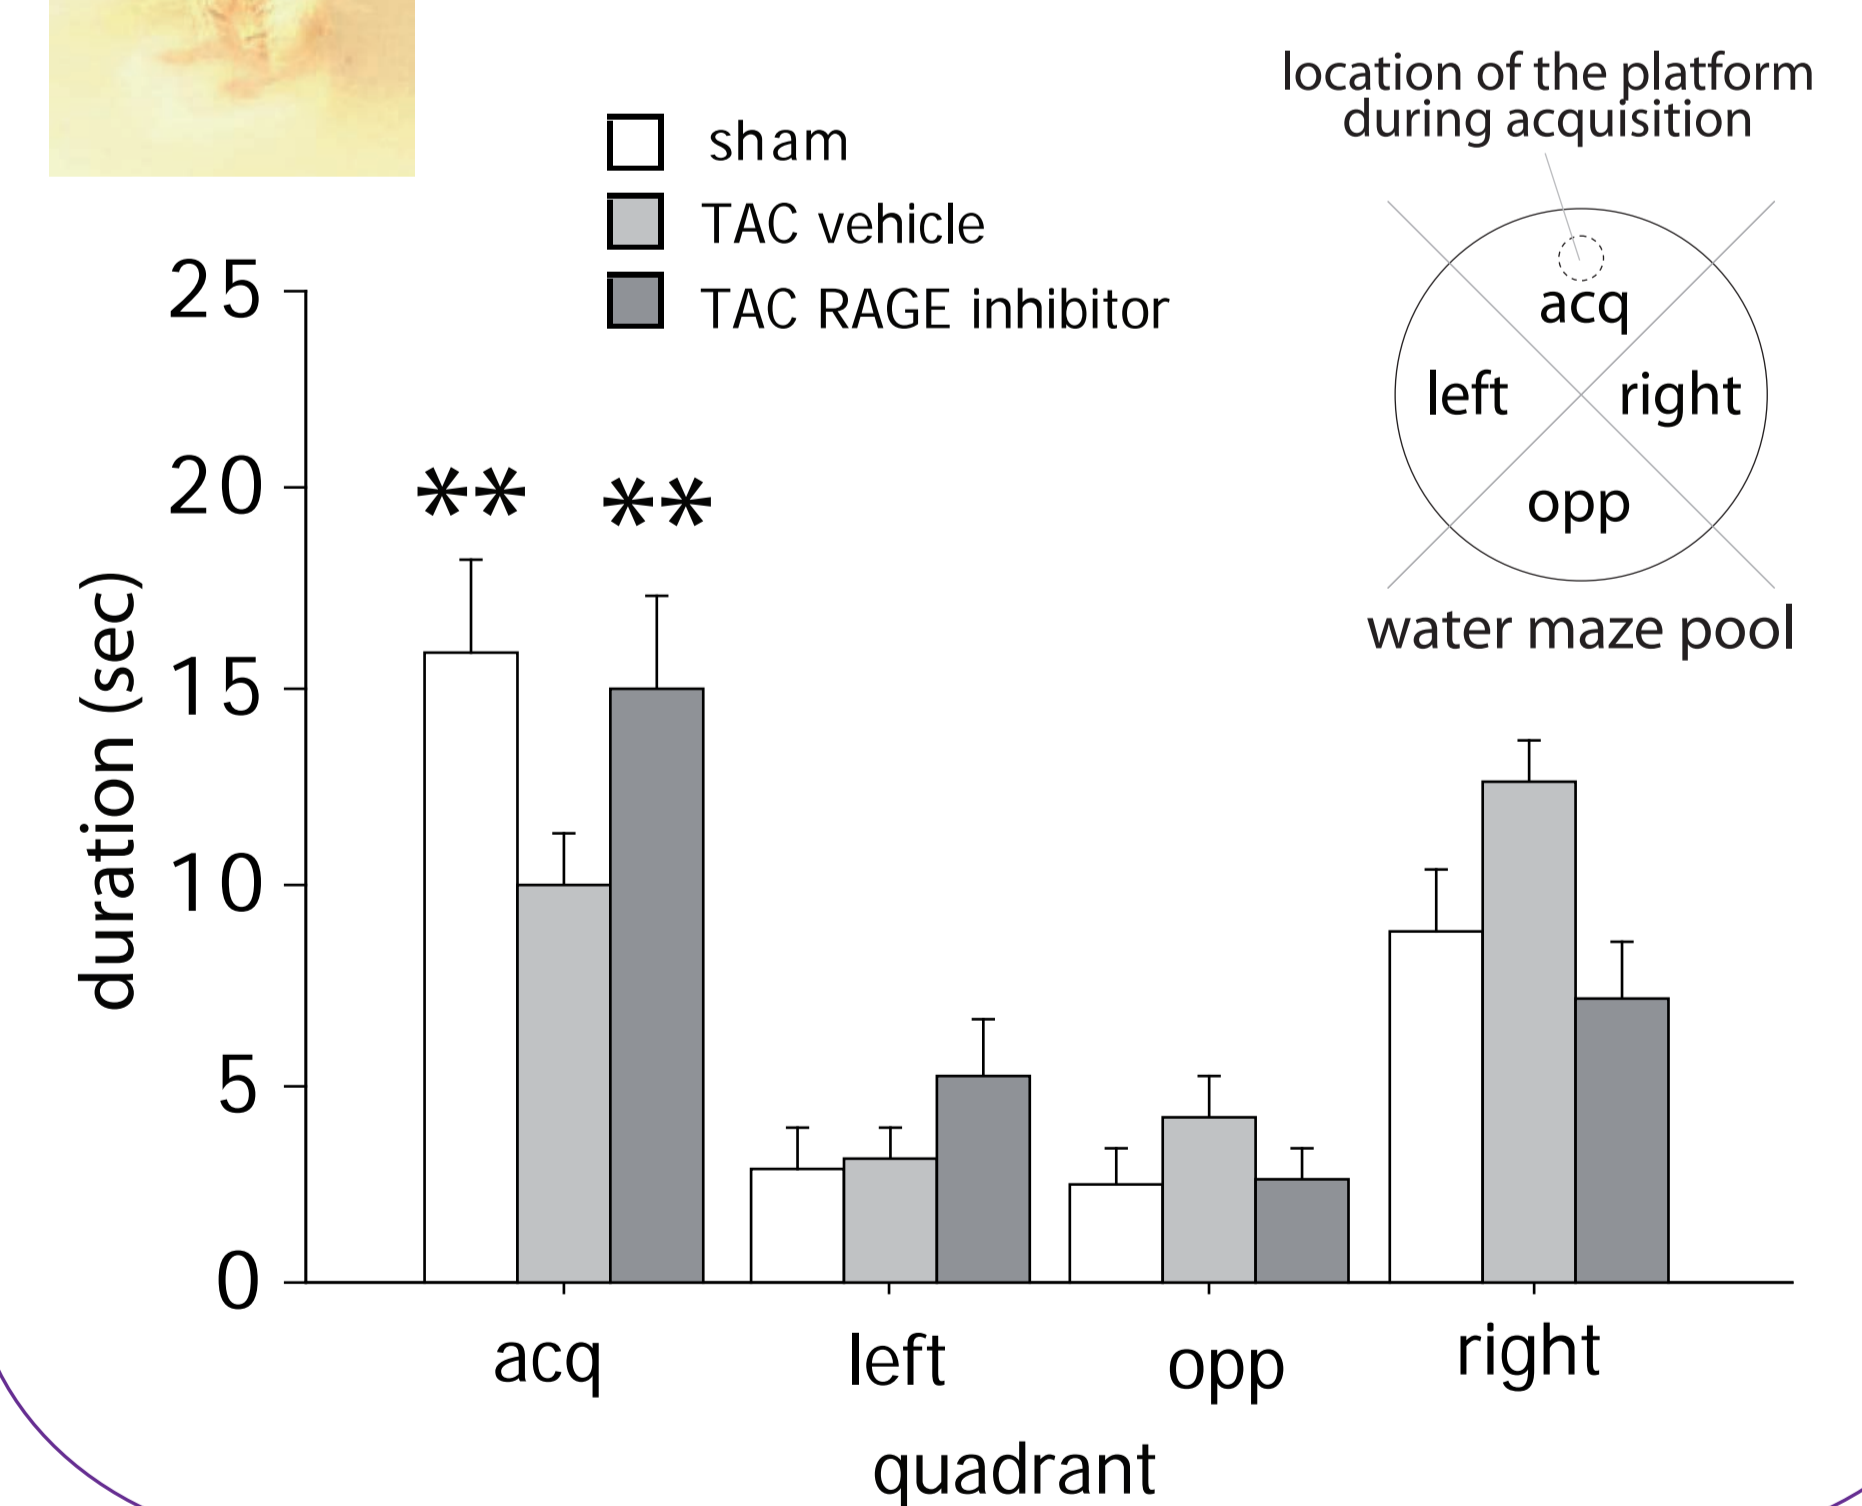 location of the platform
during acquisition
sham
TAC vehicle
TAC RAGE inhibitor
acq
left
right
opp
water maze pool
duration (sec)
25
20
15
10
5
0
** **
acq left opp right
quadrant